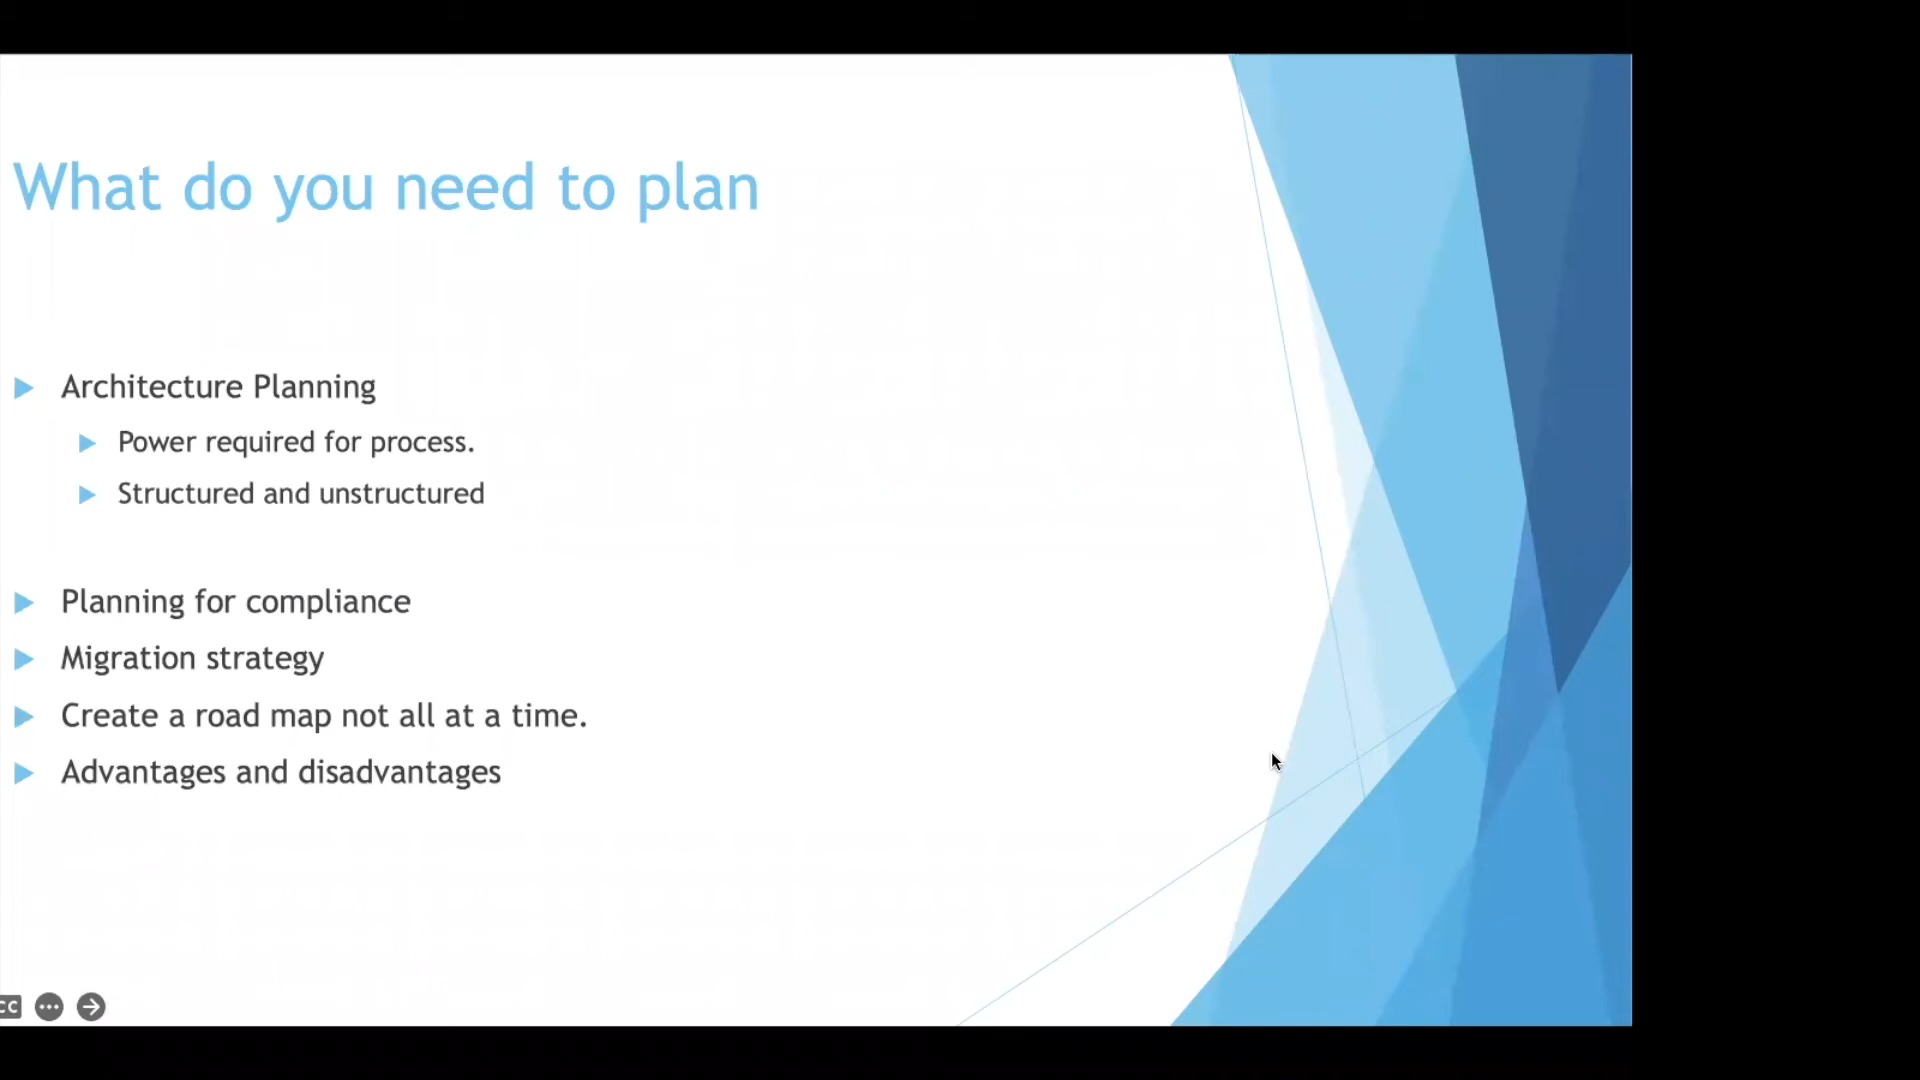 What do you need to plan
Architecture Planning
Power required for process.
Structured and unstructured
Planning for compliance
Migration strategy
Create a road map not all at a time.
Advantages and disadvantages
CC